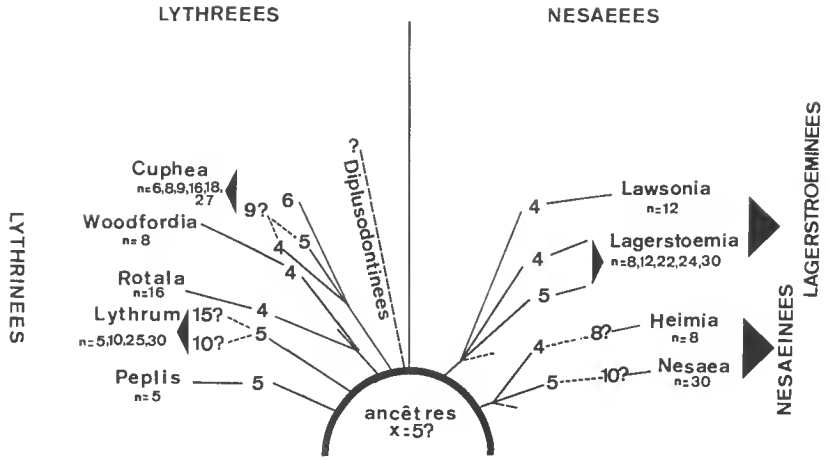 LYTHREEES
NESAEEES
LYTHRINEES
Cuphea
n=6,8,9,16,18,
27
9?
6
4
5
Woodfordia
n=8
4
Rotala
n=16
4
Lythrum
n=5,10,25,30
15?
10?
5
Peplis
n=5
5
? Diplusodontinees
ancêtres
x=5?
4
Lawsonia
n=12
4
5
Lagerstoemia
n=8,12,22,24,30
4
8?
Heimia
n=8
5
10?
Nesaea
n=30
LAGERSTROEMINEES
NESAEINEES